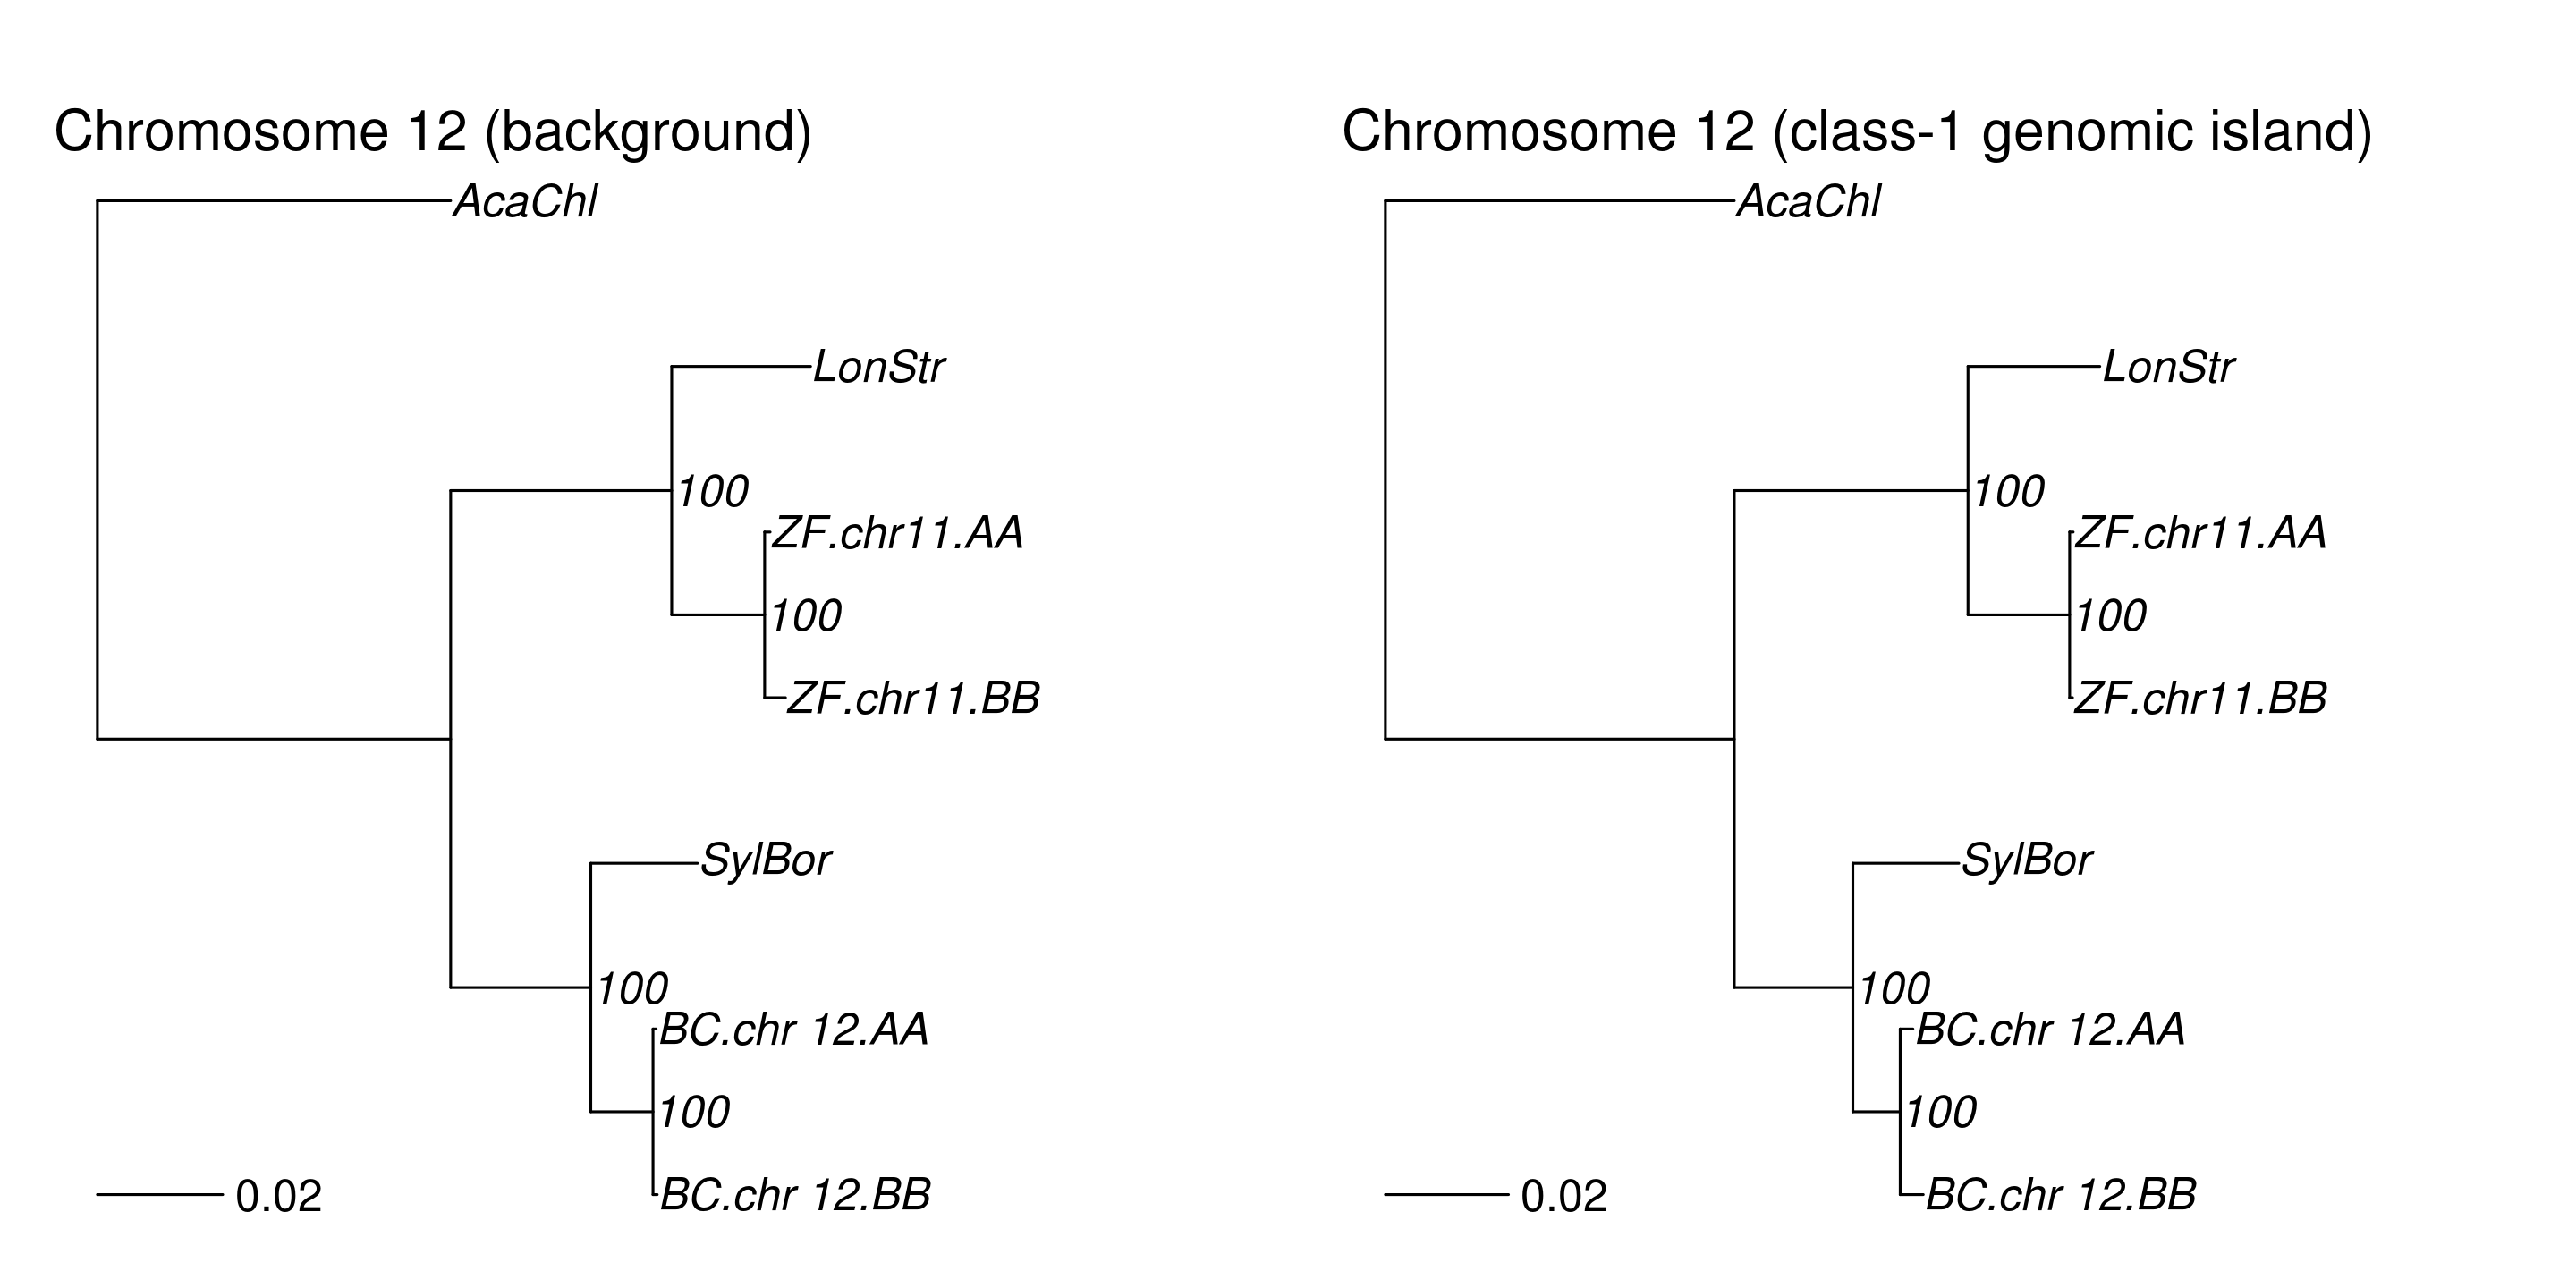 Chromosome 12 (background)
AcaChl
LonStr
100
ZF.chr11.AA
100
ZF.chr11.BB
SylBor
100
BC.chr 12.AA
100
BC.chr 12.BB
0.02
Chromosome 12 (class-1 genomic island)
AcaChl
LonStr
100
ZF.chr11.AA
100
ZF.chr11.BB
SylBor
100
BC.chr 12.AA
100
BC.chr 12.BB
0.02